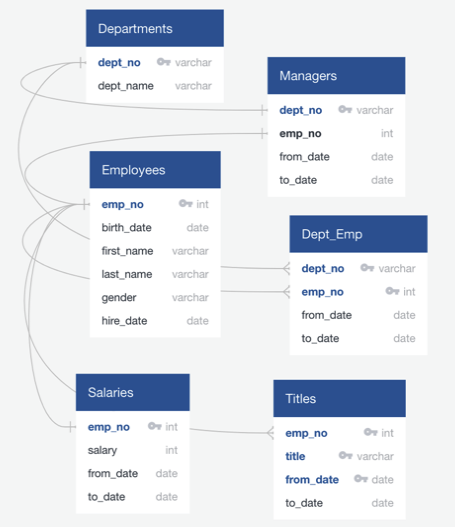 Departments
dept_no varchar
dept_name varchar
Managers
dept_no varchar
emp_no int
from_date date
to_date date
Employees
emp_no int
birth_date date
first_name varchar
last_name varchar
gender varchar
hire_date date
Dept_Emp
dept_no varchar
emp_no int
from_date date
to_date date
Salaries
emp_no int
salary int
from_date date
to_date date
Titles
emp_no int
title varchar
from_date date
to_date date